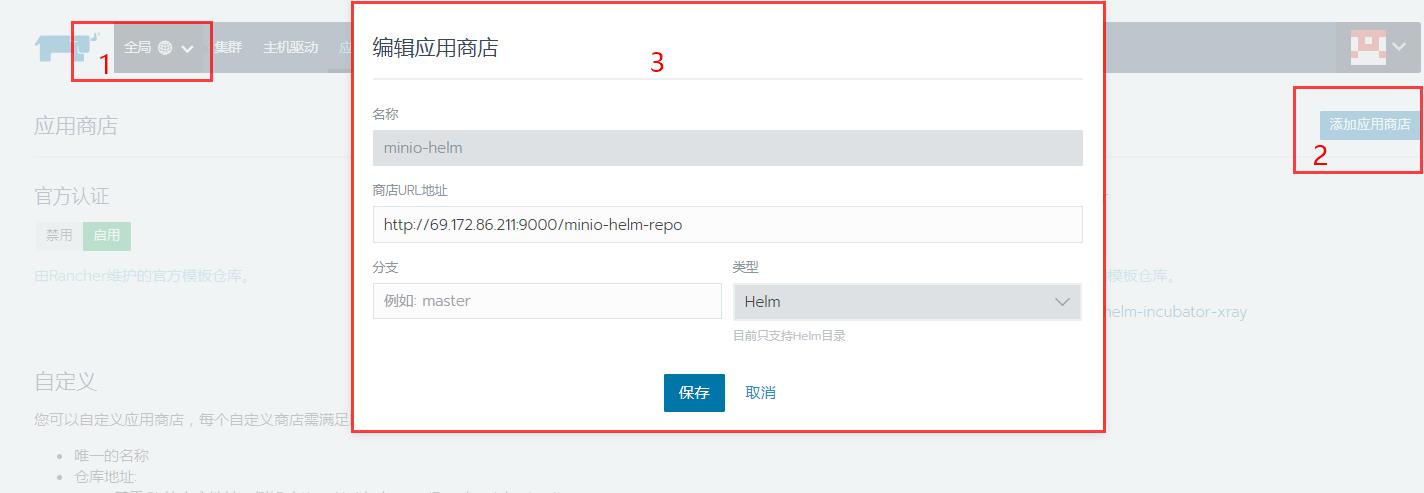 全局 集群 主机驱动 应
1
编辑应用商店
3
应用商店
添加应用商店
2
名称
minio-helm
商店URL地址
http://69.172.86.211:9000/minio-helm-repo
官方认证
禁用 启用
由Rancher维护的官方模板仓库。
模板仓库。
分支
类型
例如: master
Helm
helm-incubator-xray
目前只支持Helm目录
保存 取消
自定义
您可以自定义应用商店，每个自定义商店需满足
唯一的名称
仓库地址: